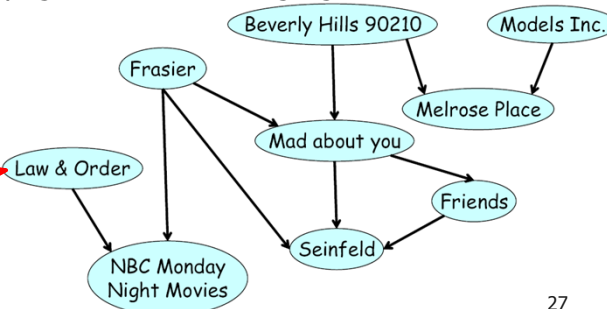 Beverly Hills 90210
Models Inc.
Frasier
Melrose Place
Mad about you
Law & Order
Friends
Seinfeld
NBC Monday
Night Movies
27